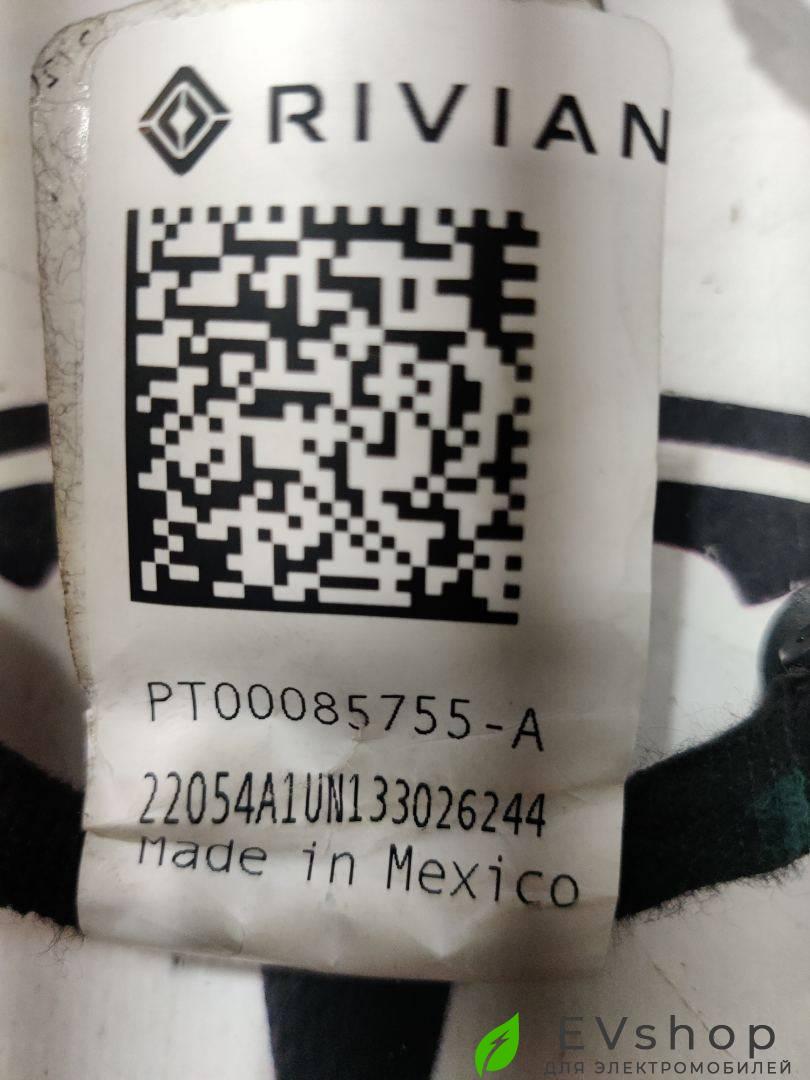 RIVIAN
PT00085755-A
22054A1UN133026244
Made in Mexico
EVshop
ДЛЯ ЭЛЕКТРОМОБИЛЕЙ